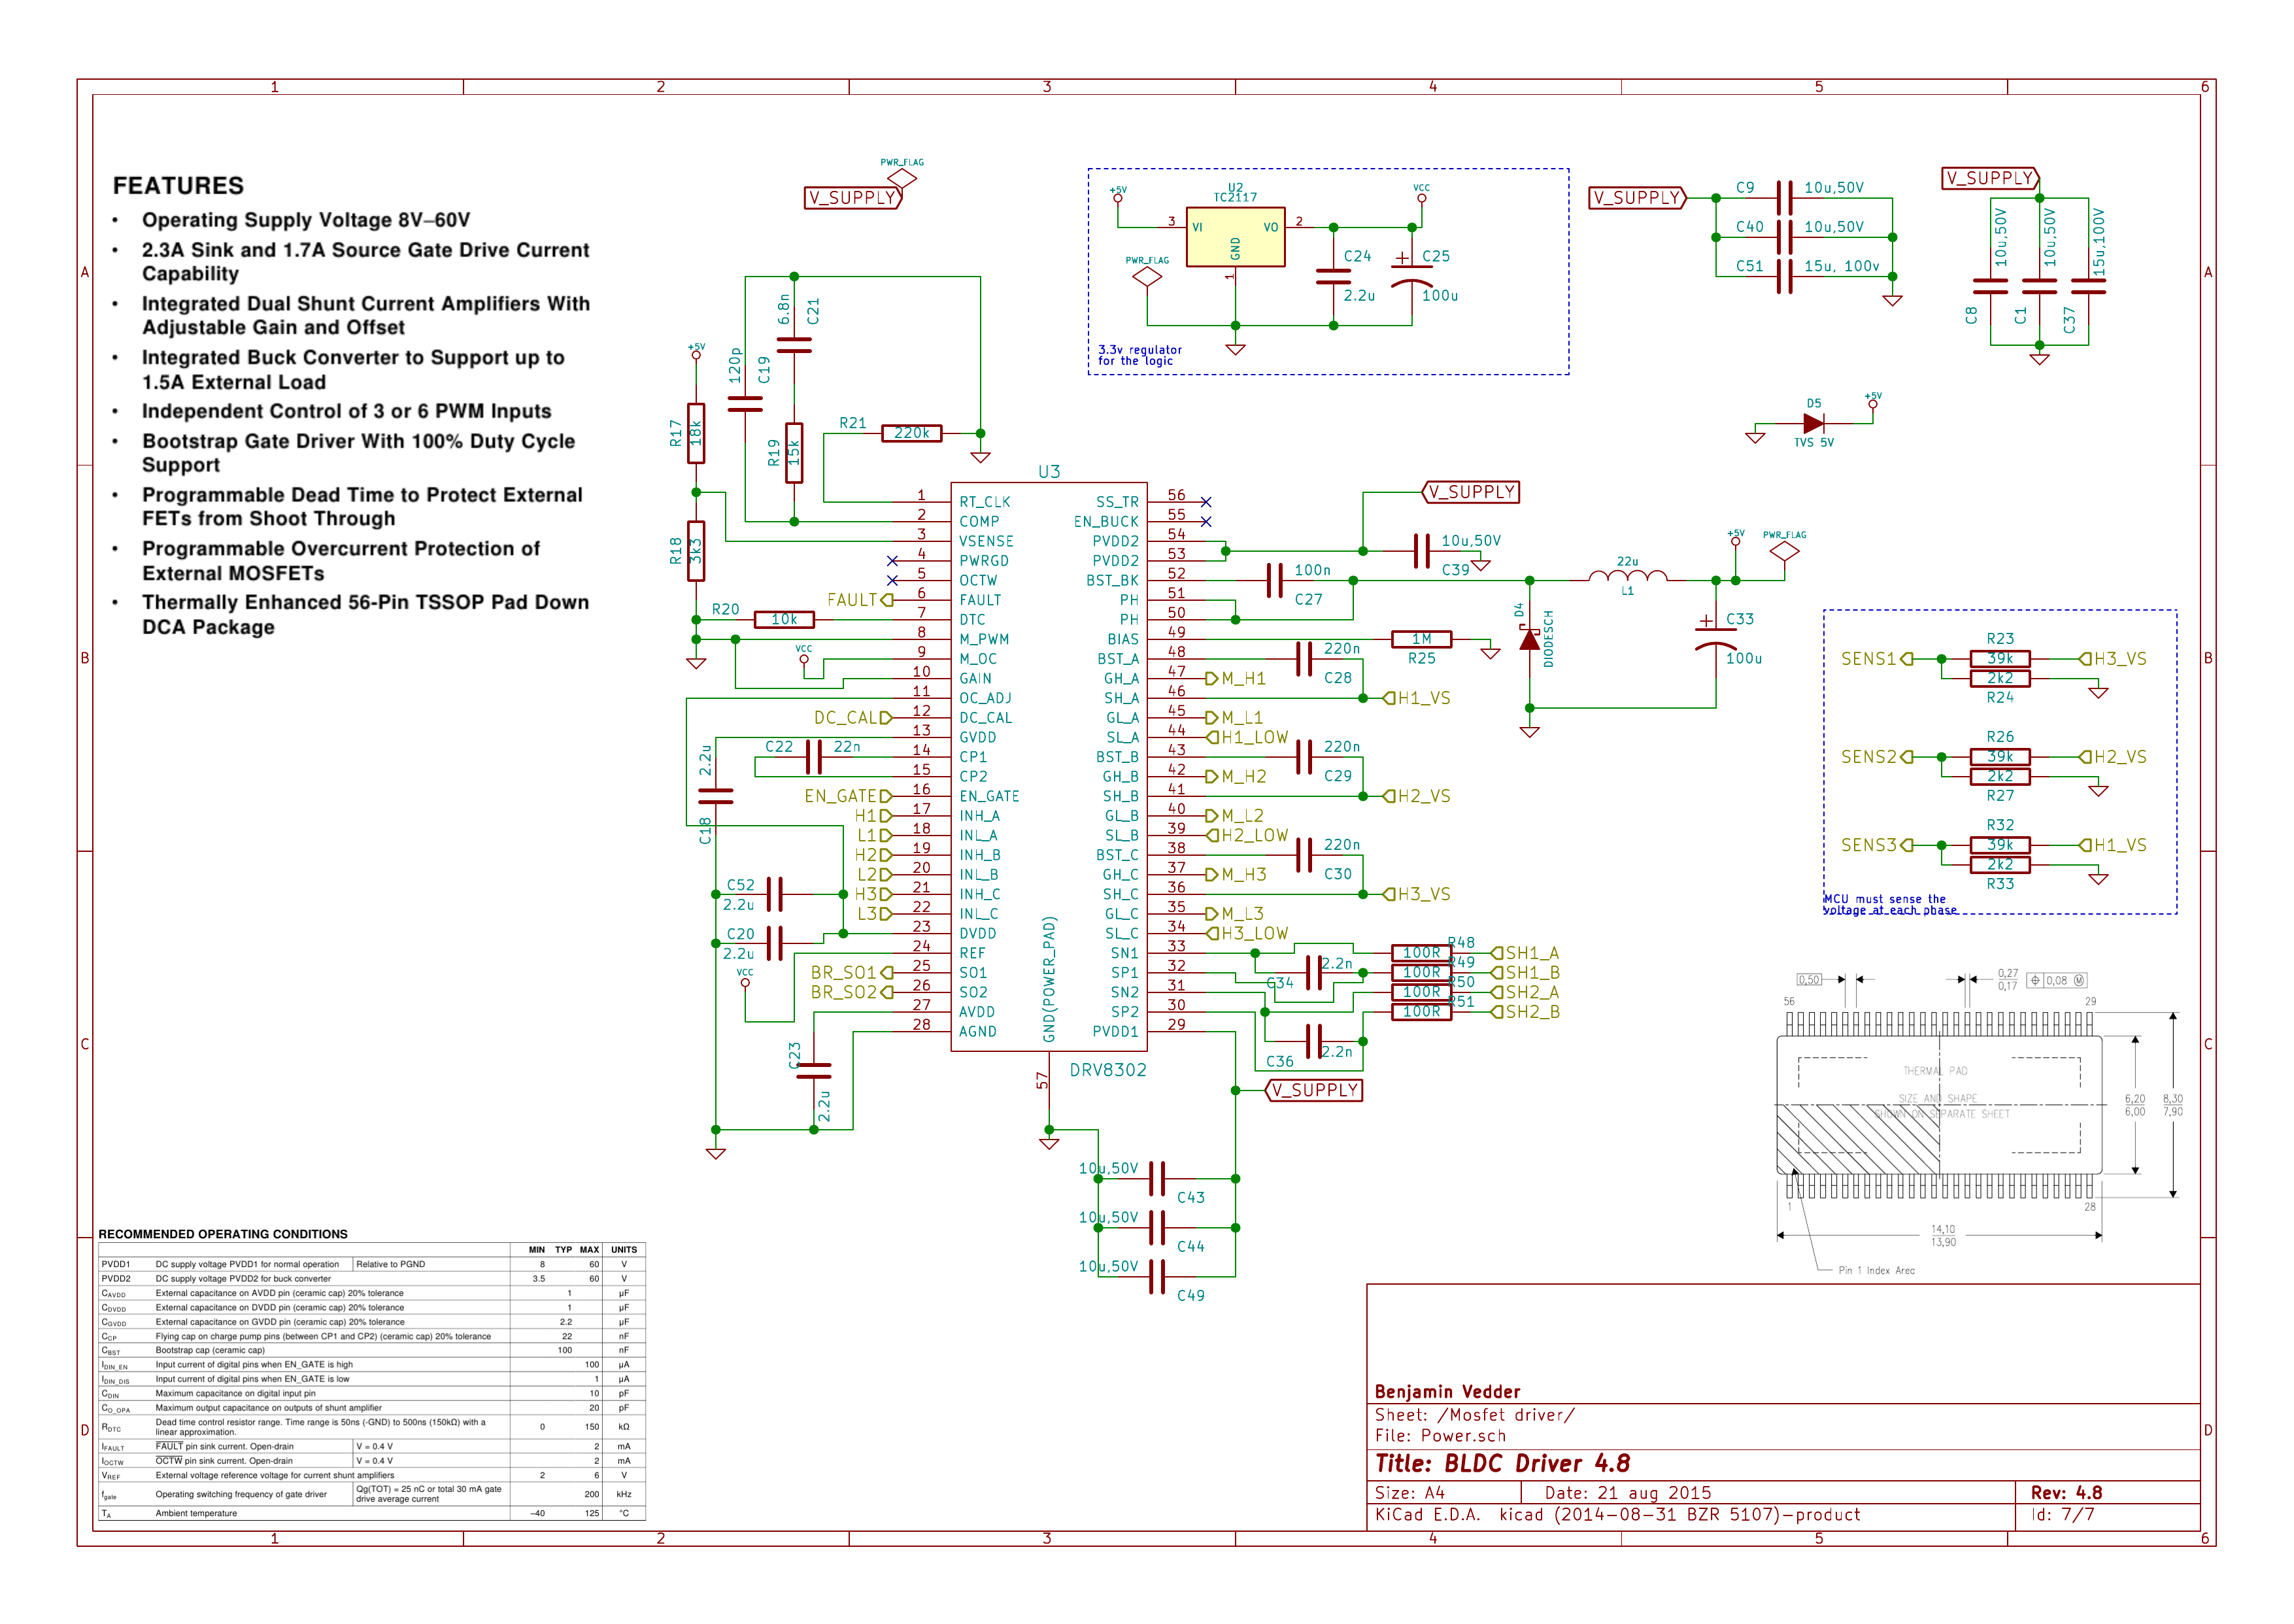 1 2 3 4 5 6
A
B
C
D
FEATURES
• Operating Supply Voltage 8V–60V
• 2.3A Sink and 1.7A Source Gate Drive Current
Capability
• Integrated Dual Shunt Current Amplifiers With
Adjustable Gain and Offset
• Integrated Buck Converter to Support up to
1.5A External Load
• Independent Control of 3 or 6 PWM Inputs
• Bootstrap Gate Driver With 100% Duty Cycle
Support
• Programmable Dead Time to Protect External
FETs from Shoot Through
• Programmable Overcurrent Protection of
External MOSFETs
• Thermally Enhanced 56-Pin TSSOP Pad Down
DCA Package
PWR_FLAG
V_SUPPLY
+5V
U2
TC2117
VCC
3 VI VO 2
GND
1
PWR_FLAG
C24
2.2u
C25
100u
3.3v regulator
for the logic
V_SUPPLY
C9 10u,50V
C40 10u,50V
C51 15u, 100v
V_SUPPLY
10u,50V
10u,50V
15u,100V
C8
C1
C37
D5
+5V
TVS 5V
+5V
R17
18k
R18
3k3
120p
C19
6.8n
C21
R19
15k
R21
220k
R20
10k
VCC
FAULT
DC_CAL
C22 22n
2.2u
C18
EN_GATE
H1
L1
H2
L2
H3
L3
C52
2.2u
C20
2.2u
VCC
BR_SO1
BR_SO2
C23
2.2u
U3
1 RT_CLK
2 COMP
3 VSENSE
4 PWRGD
5 OCTW
6 FAULT
7 DTC
8 M_PWM
9 M_OC
10 GAIN
11 OC_ADJ
12 DC_CAL
13 GVDD
14 CP1
15 CP2
16 EN_GATE
17 INH_A
18 INL_A
19 INH_B
20 INL_B
21 INH_C
22 INL_C
23 DVDD
24 REF
25 SO1
26 SO2
27 AVDD
28 AGND
SS_TR 56
EN_BUCK 55
PVDD2 54
PVDD2 53
BST_BK 52
PH 51
PH 50
BIAS 49
BST_A 48
GH_A 47
SH_A 46
GL_A 45
SL_A 44
BST_B 43
GH_B 42
SH_B 41
GL_B 40
SL_B 39
BST_C 38
GH_C 37
SH_C 36
GL_C 35
SL_C 34
SN1 33
SP1 32
SN2 31
SP2 30
PVDD1 29
GND(POWER_PAD)
57
DRV8302
V_SUPPLY
10u,50V
C39
100n
C27
22u
L1
+5V
PWR_FLAG
D4
DIODESCH
C33
100u
1M
R25
220n
C28
M_H1
H1_VS
M_L1
H1_LOW
220n
C29
M_H2
H2_VS
M_L2
H2_LOW
220n
C30
M_H3
H3_VS
M_L3
H3_LOW
100R R48 SH1_A
2.2n
C34
100R R49 SH1_B
100R R50 SH2_A
100R R51 SH2_B
C36
2.2n
V_SUPPLY
10u,50V
C43
10u,50V
C44
10u,50V
C49
R23
SENS1 39k H3_VS
2k2
R24
R26
SENS2 39k H2_VS
2k2
R27
R32
SENS3 39k H1_VS
2k2
R33
MCU must sense the
voltage at each phase
0,50
0,27
0,17
0,08 M
56 29
THERMAL PAD
SIZE AND SHAPE
SHOWN ON SEPARATE SHEET
6,20
6,00
8,30
7,90
1 28
14,10
13,90
Pin 1 Index Area
RECOMMENDED OPERATING CONDITIONS
MIN TYP MAX UNITS
PVDD1 DC supply voltage PVDD1 for normal operation Relative to PGND 8 60 V
PVDD2 DC supply voltage PVDD2 for buck converter 3.5 60 V
CAVDD External capacitance on AVDD pin (ceramic cap) 20% tolerance 1 µF
CDVDD External capacitance on DVDD pin (ceramic cap) 20% tolerance 1 µF
CGVDD External capacitance on GVDD pin (ceramic cap) 20% tolerance 2.2 µF
CCP Flying cap on charge pump pins (between CP1 and CP2) (ceramic cap) 20% tolerance 22 nF
CBST Bootstrap cap (ceramic cap) 100 nF
IDIN_EN Input current of digital pins when EN_GATE is high 100 µA
IDIN_DIS Input current of digital pins when EN_GATE is low 1 µA
CDIN Maximum capacitance on digital input pin 10 pF
CO_OPA Maximum output capacitance on outputs of shunt amplifier 20 pF
RDTC Dead time control resistor range. Time range is 50ns (-GND) to 500ns (150kΩ) with a
linear approximation. 0 150 kΩ
IFAULT FAULT pin sink current. Open-drain V = 0.4 V 2 mA
IOCTW OCTW pin sink current. Open-drain V = 0.4 V 2 mA
VREF External voltage reference voltage for current shunt amplifiers 2 6 V
fgate Operating switching frequency of gate driver Qg(TOT) = 25 nC or total 30 mA gate
drive average current 200 kHz
TA Ambient temperature –40 125 °C
Benjamin Vedder
Sheet: /Mosfet driver/
File: Power.sch
Title: BLDC Driver 4.8
Size: A4 Date: 21 aug 2015 Rev: 4.8
KiCad E.D.A. kicad (2014-08-31 BZR 5107)-product Id: 7/7
1 2 3 4 5 6
A
B
C
D